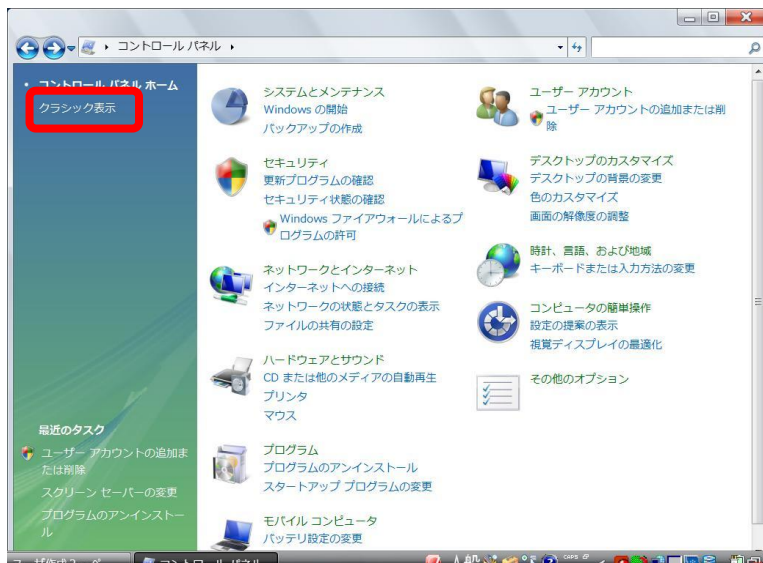 コントロール パネル
コントロール パネル ホーム
クラシック表示
最近のタスク
ユーザー アカウントの追加ま
たは削除
スクリーン セーバーの変更
プログラムのアンインストー
ル
システムとメンテナンス
Windows の開始
バックアップの作成
セキュリティ
更新プログラムの確認
セキュリティ状態の確認
Windows ファイアウォールによるプ
ログラムの許可
ネットワークとインターネット
インターネットへの接続
ネットワークの状態とタスクの表示
ファイルの共有の設定
ハードウェアとサウンド
CD または他のメディアの自動再生
プリンタ
マウス
プログラム
プログラムのアンインストール
スタートアップ プログラムの変更
モバイル コンピュータ
バッテリ設定の変更
ユーザー アカウント
ユーザー アカウントの追加または削
除
デスクトップのカスタマイズ
デスクトップの背景の変更
色のカスタマイズ
画面の解像度の調整
時計、言語、および地域
キーボードまたは入力方法の変更
コンピュータの簡単操作
設定の提案の表示
視覚ディスプレイの最適化
その他のオプション
コントロール パネル
CAPS